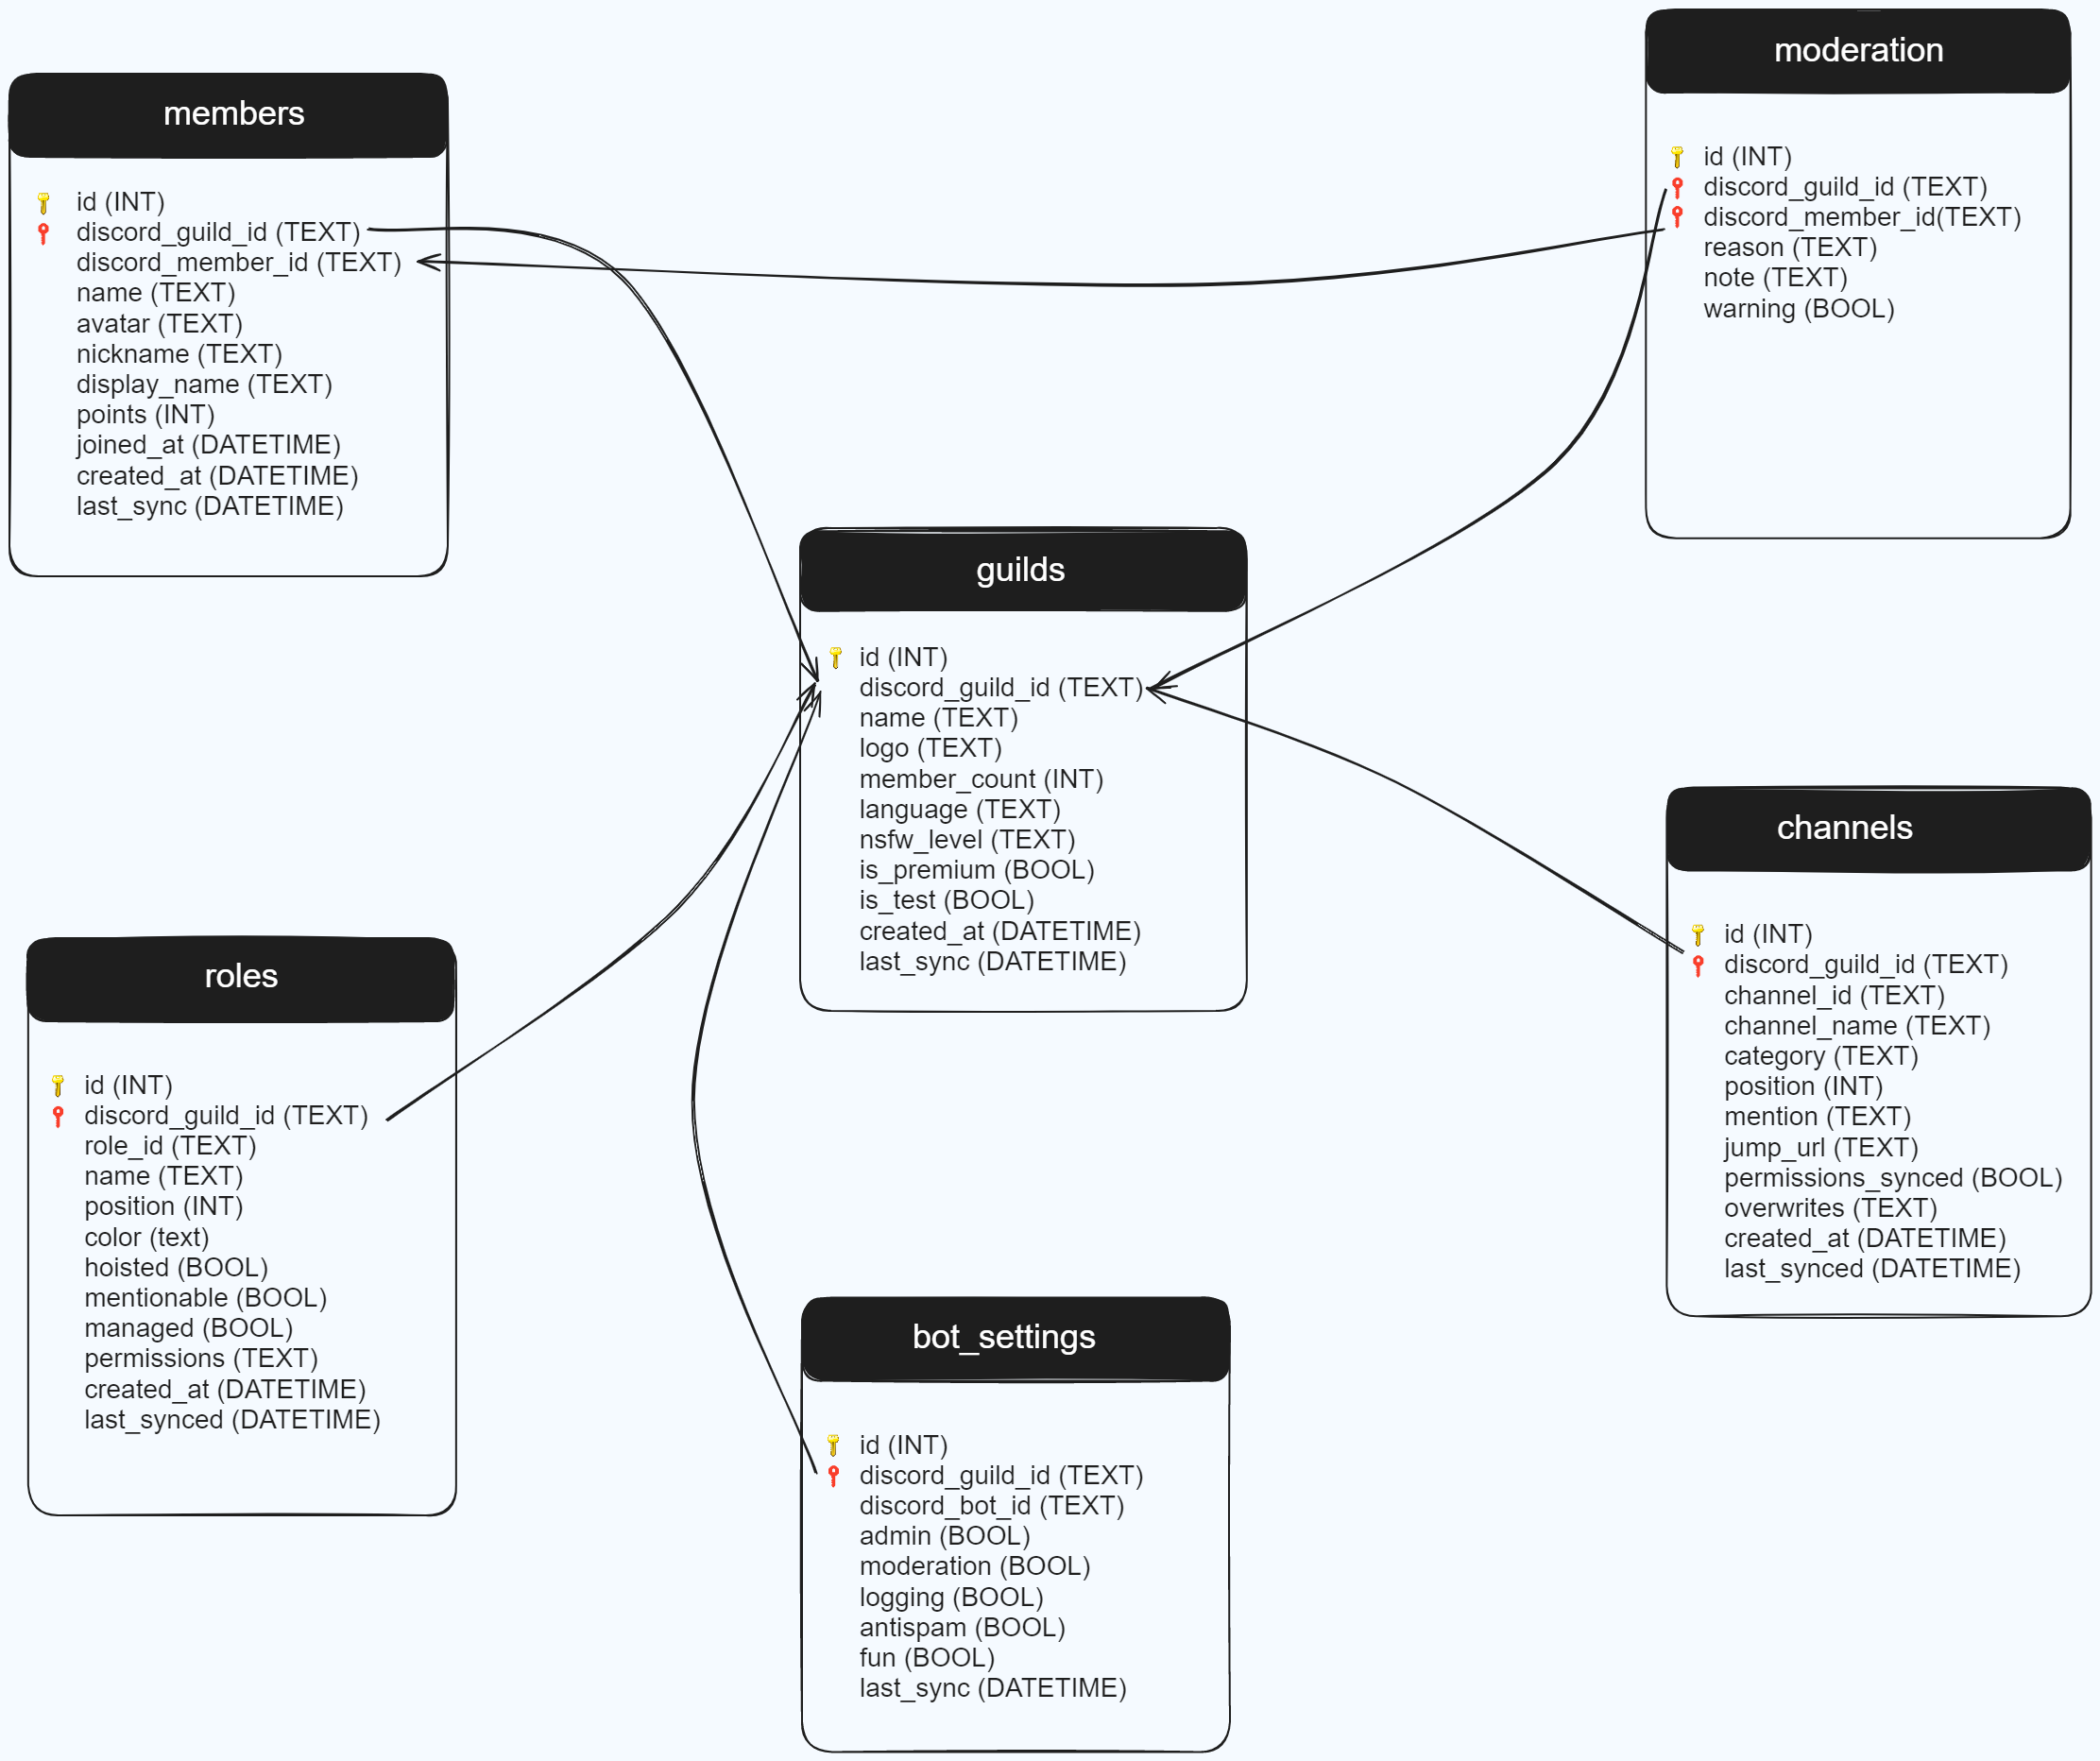 members
id (INT)
discord_guild_id (TEXT)
discord_member_id (TEXT)
name (TEXT)
avatar (TEXT)
nickname (TEXT)
display_name (TEXT)
points (INT)
joined_at (DATETIME)
created_at (DATETIME)
last_sync (DATETIME)
moderation
id (INT)
discord_guild_id (TEXT)
discord_member_id(TEXT)
reason (TEXT)
note (TEXT)
warning (BOOL)
guilds
id (INT)
discord_guild_id (TEXT)
name (TEXT)
logo (TEXT)
member_count (INT)
language (TEXT)
nsfw_level (TEXT)
is_premium (BOOL)
is_test (BOOL)
created_at (DATETIME)
last_sync (DATETIME)
channels
id (INT)
discord_guild_id (TEXT)
channel_id (TEXT)
channel_name (TEXT)
category (TEXT)
position (INT)
mention (TEXT)
jump_url (TEXT)
permissions_synced (BOOL)
overwrites (TEXT)
created_at (DATETIME)
last_synced (DATETIME)
roles
id (INT)
discord_guild_id (TEXT)
role_id (TEXT)
name (TEXT)
position (INT)
color (text)
hoisted (BOOL)
mentionable (BOOL)
managed (BOOL)
permissions (TEXT)
created_at (DATETIME)
last_synced (DATETIME)
bot_settings
id (INT)
discord_guild_id (TEXT)
discord_bot_id (TEXT)
admin (BOOL)
moderation (BOOL)
logging (BOOL)
antispam (BOOL)
fun (BOOL)
last_sync (DATETIME)